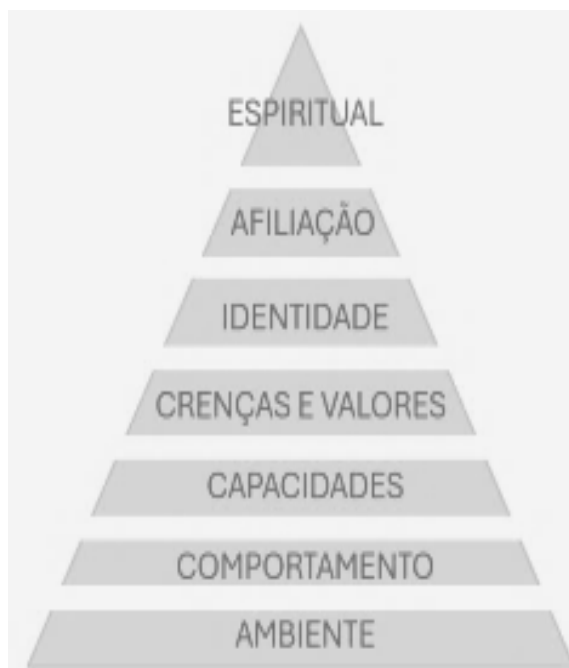 ESPIRITUAL
AFILIAÇÃO
IDENTIDADE
CRENÇAS E VALORES
CAPACIDADES
COMPORTAMENTO
AMBIENTE